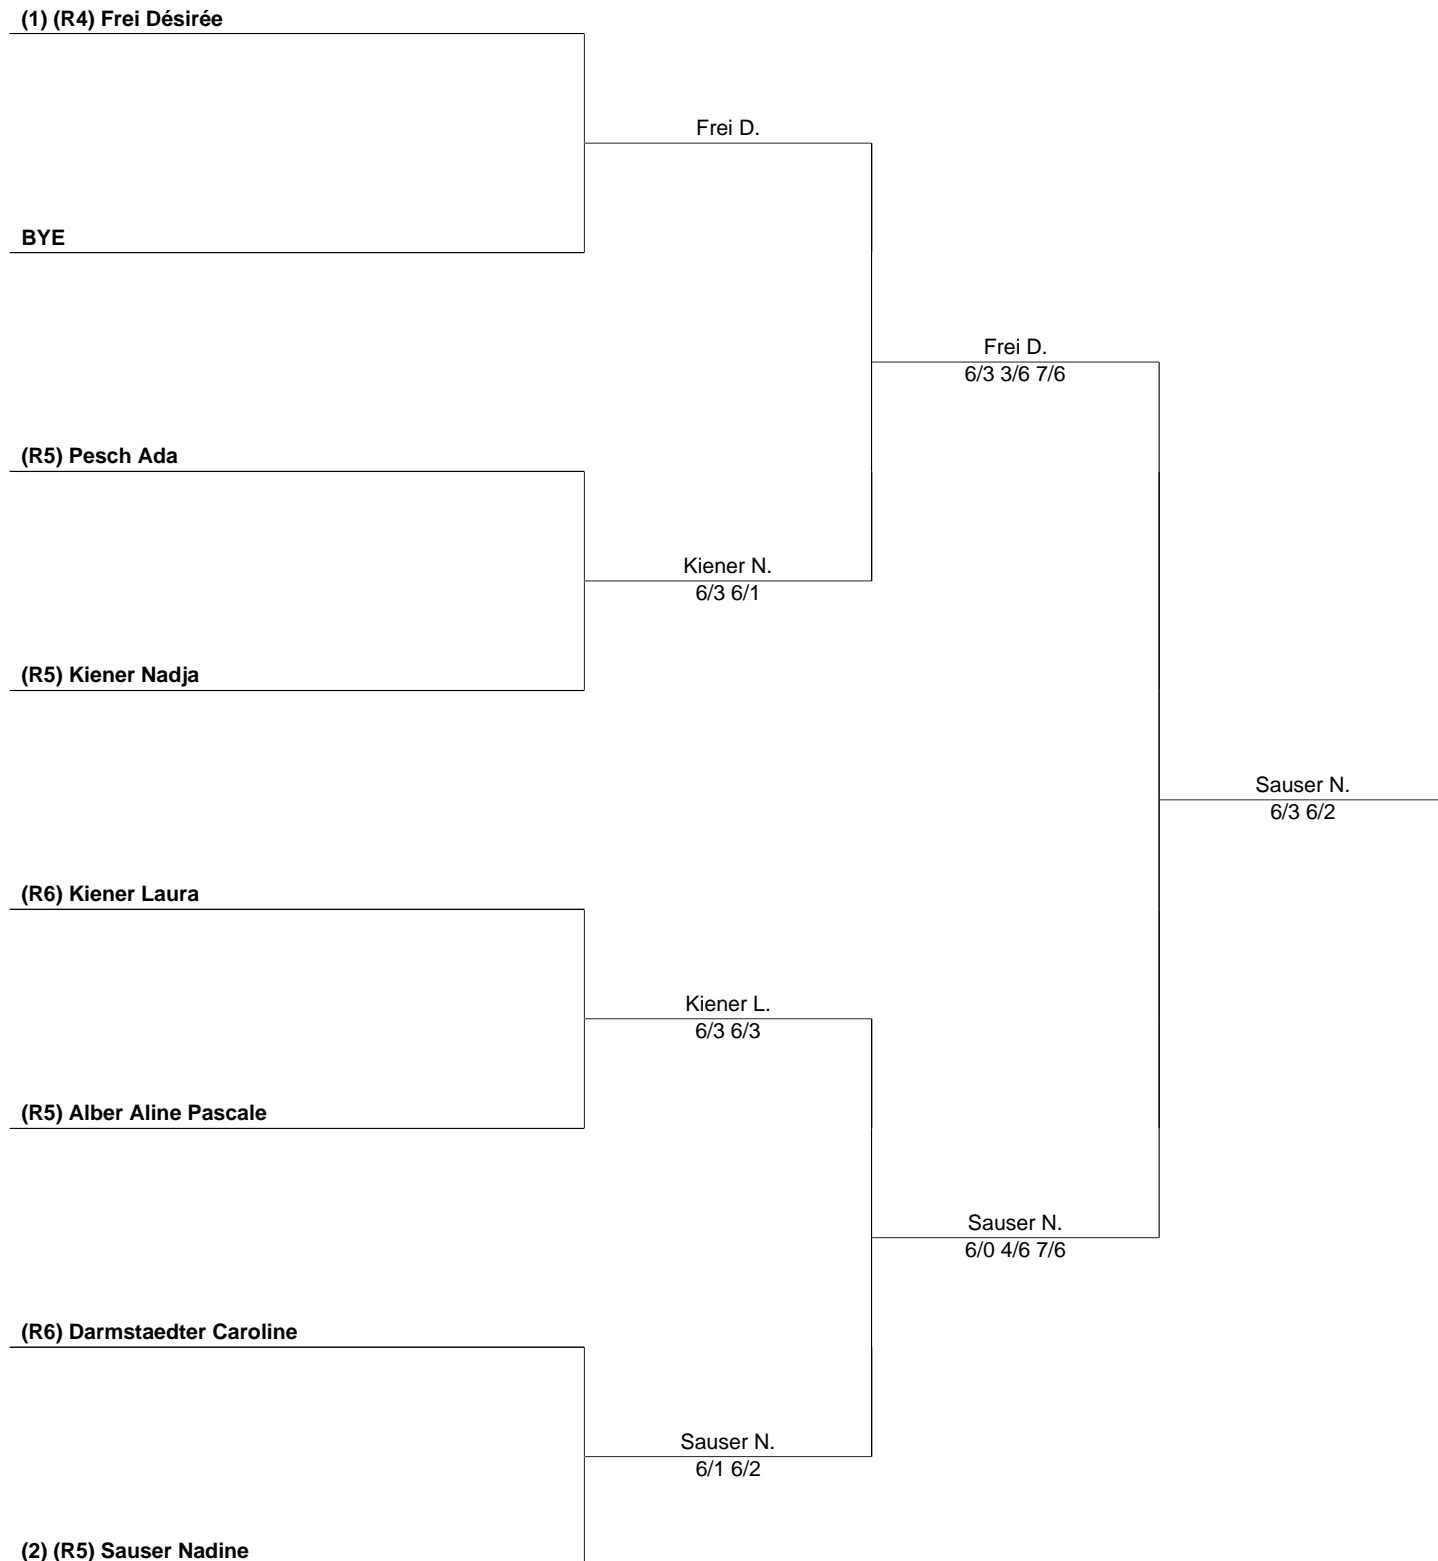 (1) (R4) Frei Désirée
Frei D.
BYE
Frei D.
6/3 3/6 7/6
(R5) Pesch Ada
Kiener N.
6/3 6/1
(R5) Kiener Nadja
Sauser N.
6/3 6/2
(R6) Kiener Laura
Kiener L.
6/3 6/3
(R5) Alber Aline Pascale
Sauser N.
6/0 4/6 7/6
(R6) Darmstaedter Caroline
Sauser N.
6/1 6/2
(2) (R5) Sauser Nadine